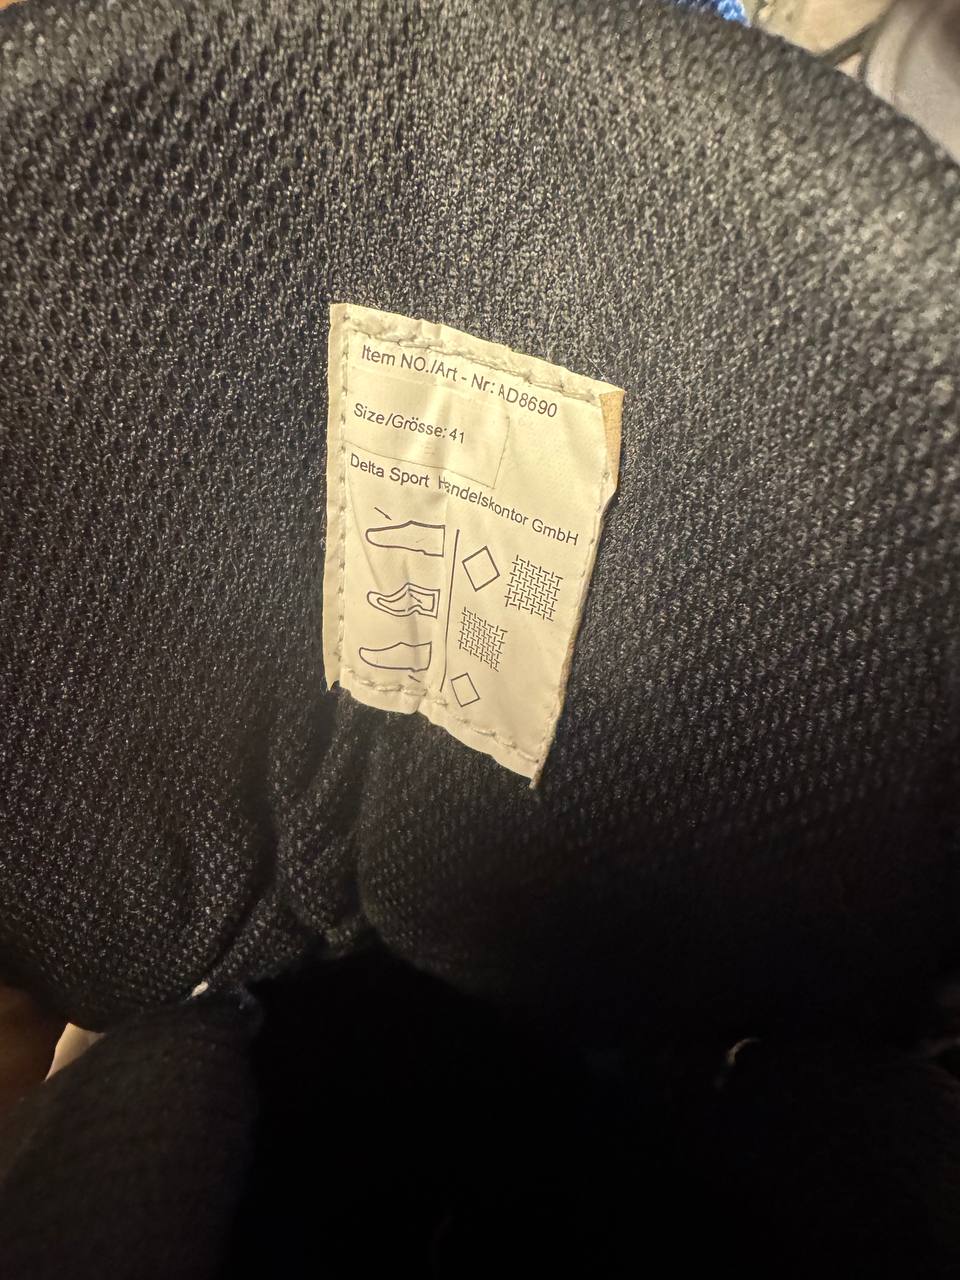 Item NO./Art - Nr: AD8690
Size/Grösse: 41
Delta Sport Handelskontor GmbH